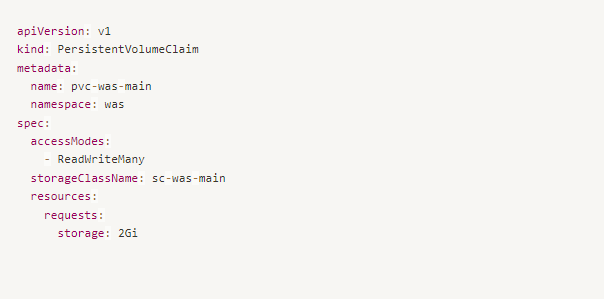 apiVersion: v1
kind: PersistentVolumeClaim
metadata:
  name: pvc-was-main
  namespace: was
spec:
  accessModes:
    - ReadWriteMany
  storageClassName: sc-was-main
  resources:
    requests:
      storage: 2Gi